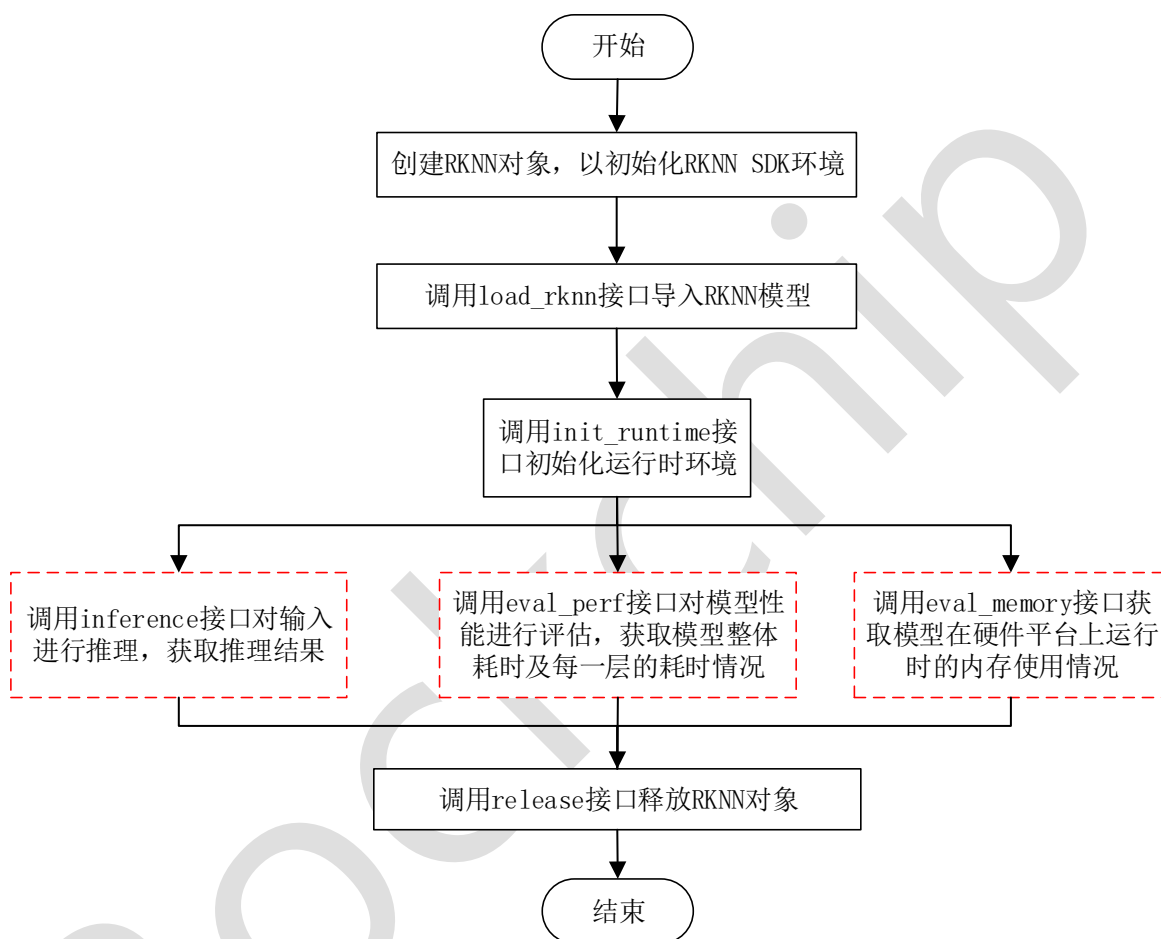 开始
创建RKNN对象，以初始化RKNN SDK环境
调用load_rknn接口导入RKNN模型
调用init_runtime接
口初始化运行时环境
调用inference接口对输入
进行推理，获取推理结果
调用eval_perf接口对模型性
能进行评估，获取模型整体
耗时及每一层的耗时情况
调用eval_memory接口获
取模型在硬件平台上运行
时的内存使用情况
调用release接口释放RKNN对象
结束